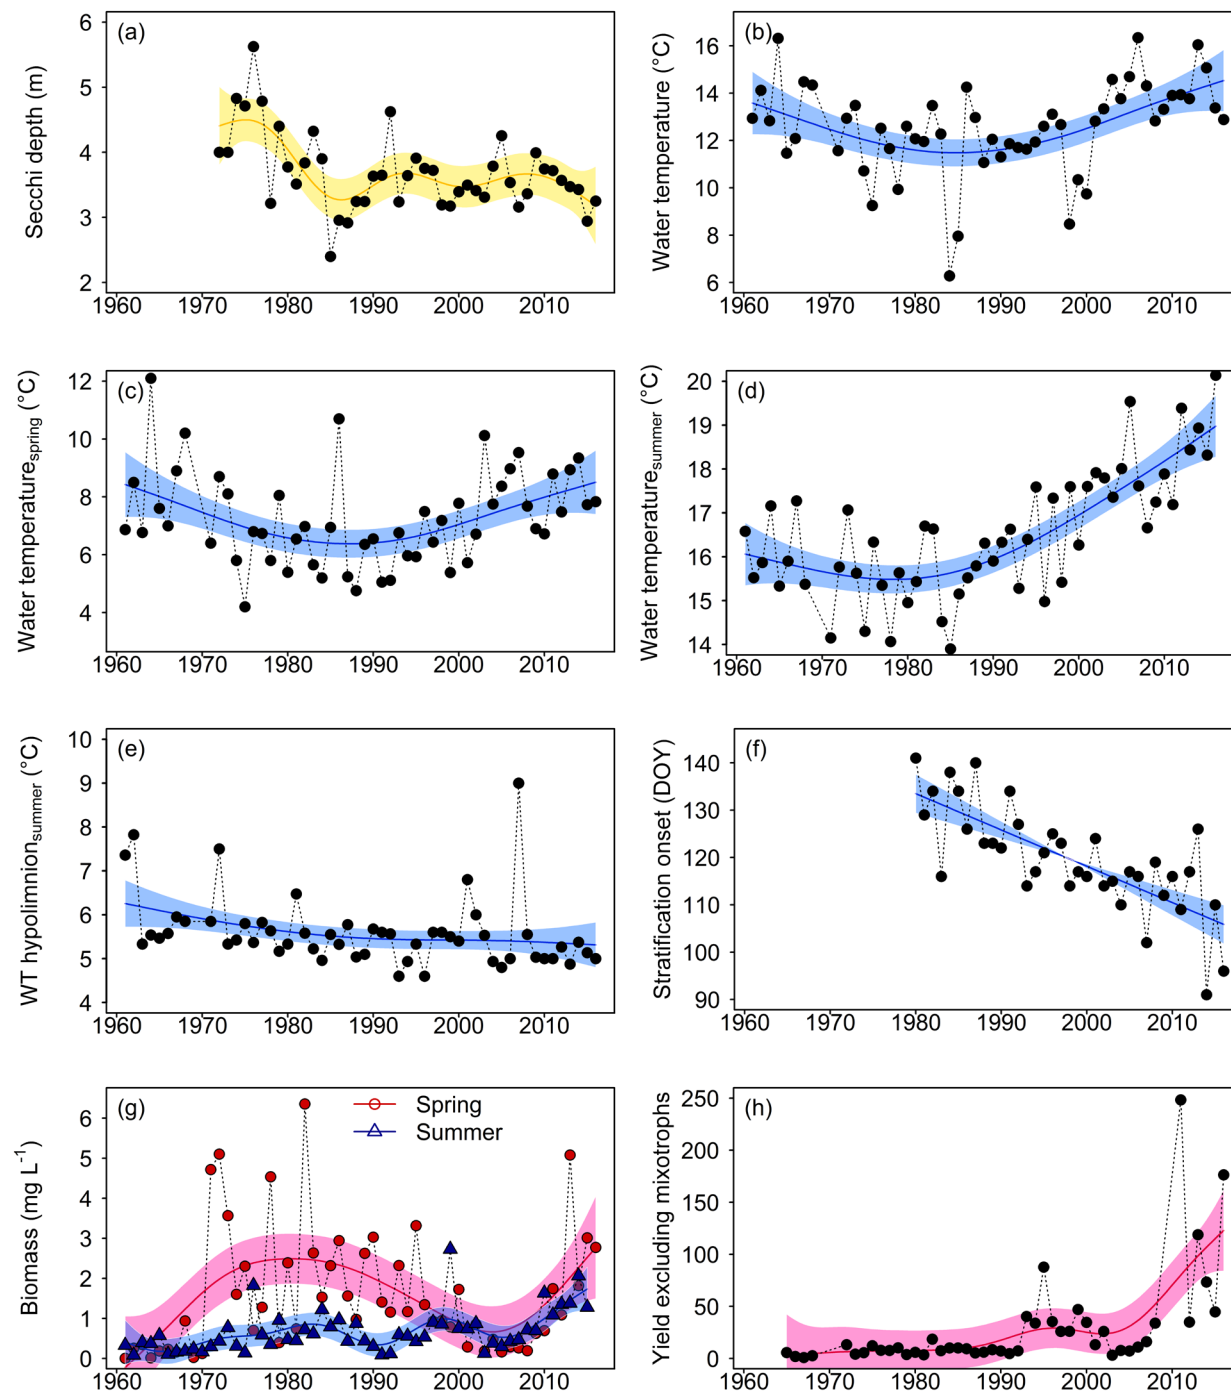 (a)
Secchi depth (m)
6
5
4
3
2
1960 1970 1980 1990 2000 2010
(b)
Water temperature (°C)
16
14
12
10
8
6
1960 1970 1980 1990 2000 2010
(c)
Water temperature spring (°C)
12
10
8
6
4
1960 1970 1980 1990 2000 2010
(d)
Water temperature summer (°C)
20
19
18
17
16
15
14
1960 1970 1980 1990 2000 2010
(e)
WT hypolimnion summer (°C)
10
9
8
7
6
5
4
1960 1970 1980 1990 2000 2010
(f)
Stratification onset (DOY)
140
130
120
110
100
90
1960 1970 1980 1990 2000 2010
(g)
Spring
Summer
Biomass (mg L⁻¹)
6
5
4
3
2
1
0
1960 1970 1980 1990 2000 2010
(h)
Yield excluding mixotrophs
250
200
150
100
50
0
1960 1970 1980 1990 2000 2010